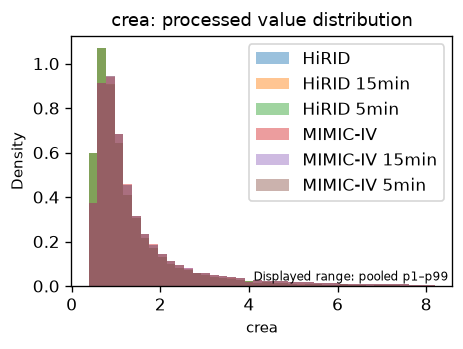 crea: processed value distribution
Density
1.0
0.8
0.6
0.4
0.2
0.0
HiRID
HiRID 15min
HiRID 5min
MIMIC-IV
MIMIC-IV 15min
MIMIC-IV 5min
Displayed range: pooled p1–p99
0
2
4
6
8
crea